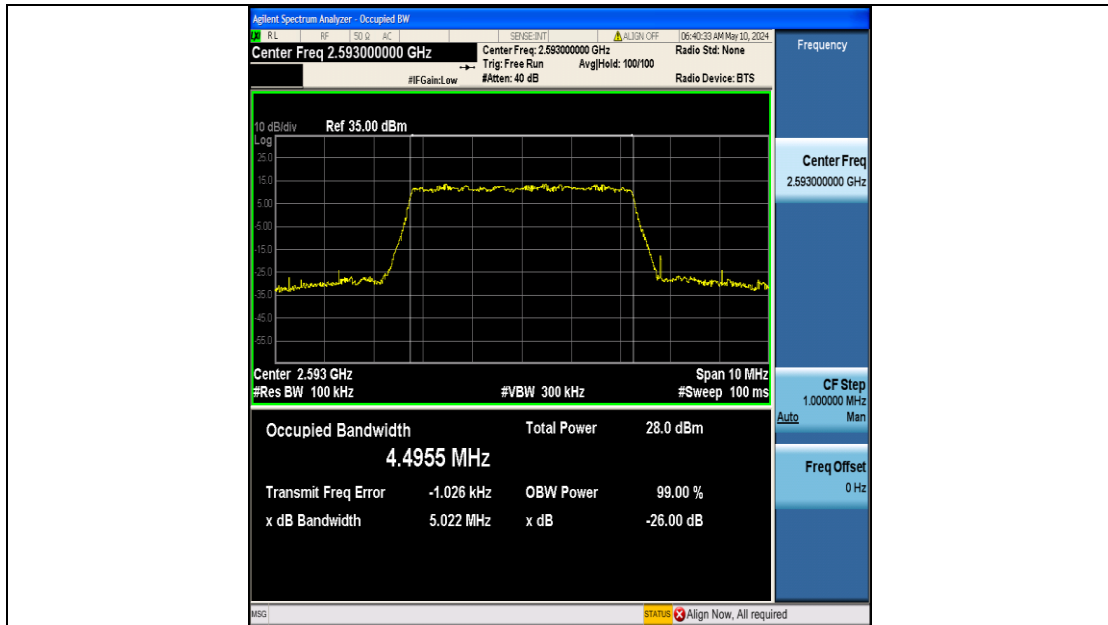 Agilent Spectrum Analyzer - Occupied BW
RL RF 50 Ω AC SENSE:INT ALIGN OFF 06:40:33 AM May 10, 2024
Center Freq 2.593000000 GHz
Center Freq: 2.593000000 GHz Radio Std: None
Trig: Free Run Avg|Hold: 100/100
#IFGain:Low #Atten: 40 dB Radio Device: BTS
Frequency
10 dB/div Ref 35.00 dBm
Log
25.0
15.0
5.00
-5.00
-15.0
-25.0
-35.0
-45.0
-55.0
Center 2.593 GHz Span 10 MHz
#Res BW 100 kHz #VBW 300 kHz #Sweep 100 ms
Occupied Bandwidth Total Power 28.0 dBm
4.4955 MHz
Transmit Freq Error -1.026 kHz OBW Power 99.00 %
x dB Bandwidth 5.022 MHz x dB -26.00 dB
Center Freq
2.593000000 GHz
CF Step
1.000000 MHz
Auto Man
Freq Offset
0 Hz
MSG STATUS Align Now, All required